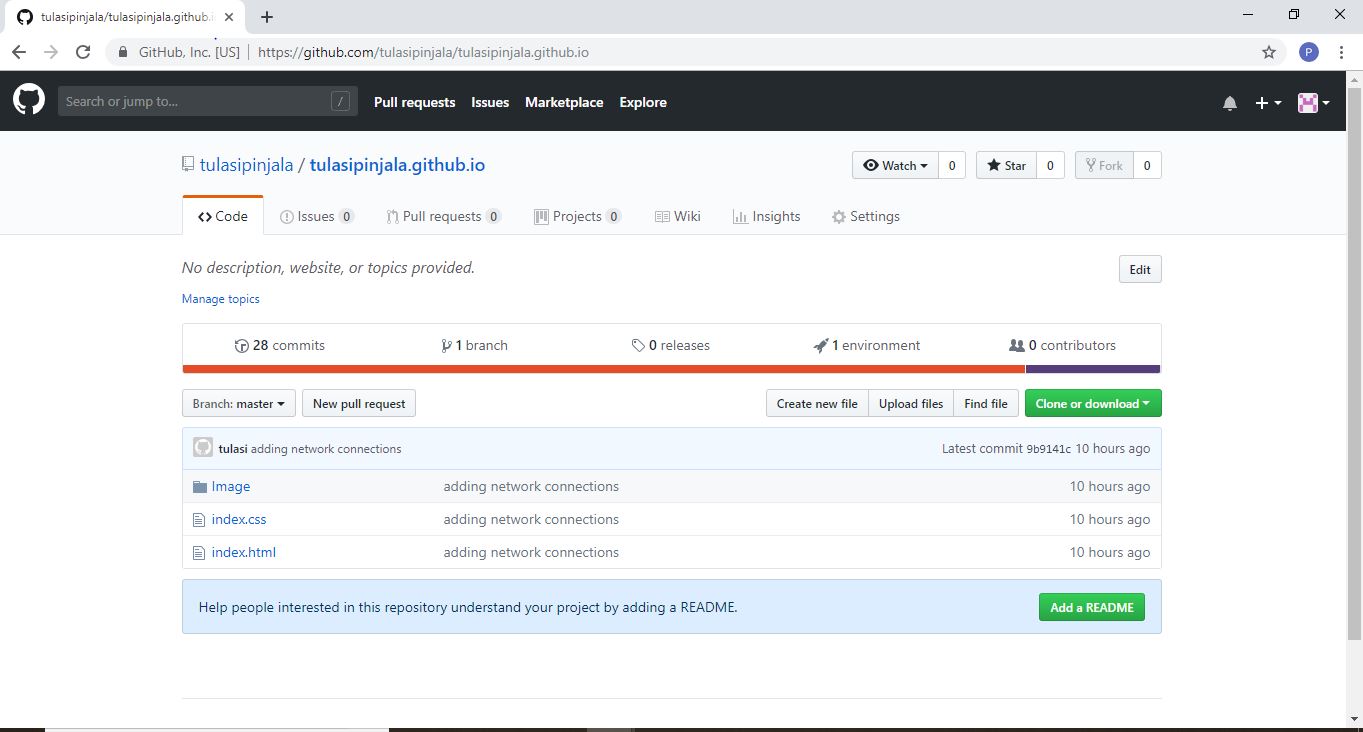 tulasipinjala/tulasipinjala.github.i
GitHub, Inc. [US] https://github.com/tulasipinjala/tulasipinjala.github.io P
Search or jump to... / Pull requests Issues Marketplace Explore
tulasipinjala / tulasipinjala.github.io Watch 0 Star 0 Fork 0
Code Issues 0 Pull requests 0 Projects 0 Wiki Insights Settings
No description, website, or topics provided. Edit
Manage topics
28 commits 1 branch 0 releases 1 environment 0 contributors
Branch: master New pull request Create new file Upload files Find file Clone or download
tulasi adding network connections Latest commit 9b9141c 10 hours ago
Image adding network connections 10 hours ago
index.css adding network connections 10 hours ago
index.html adding network connections 10 hours ago
Help people interested in this repository understand your project by adding a README. Add a README